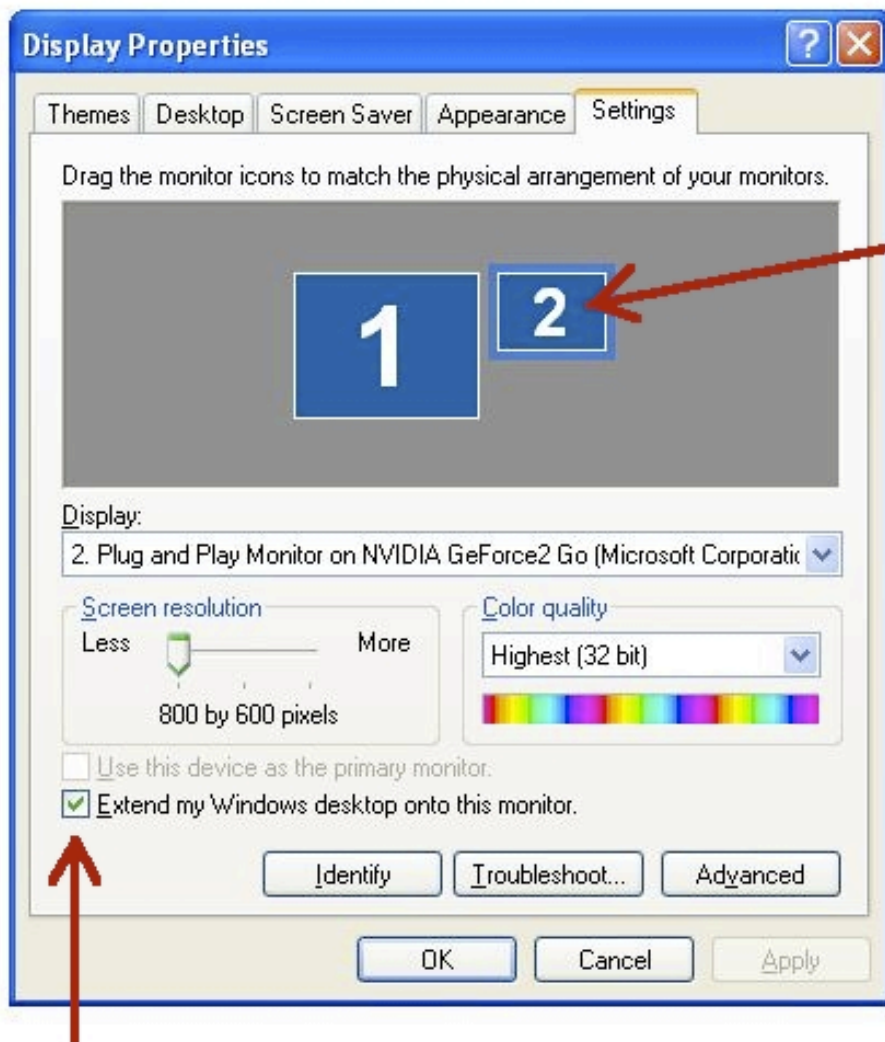 Display Properties
Themes Desktop Screen Saver Appearance Settings
Drag the monitor icons to match the physical arrangement of your monitors.
1 2
Display:
2. Plug and Play Monitor on NVIDIA GeForce2 Go (Microsoft Corporatic
Screen resolution
Less More
800 by 600 pixels
Color quality
Highest (32 bit)
Use this device as the primary monitor.
Extend my Windows desktop onto this monitor.
Identify Troubleshoot... Advanced
OK Cancel Apply